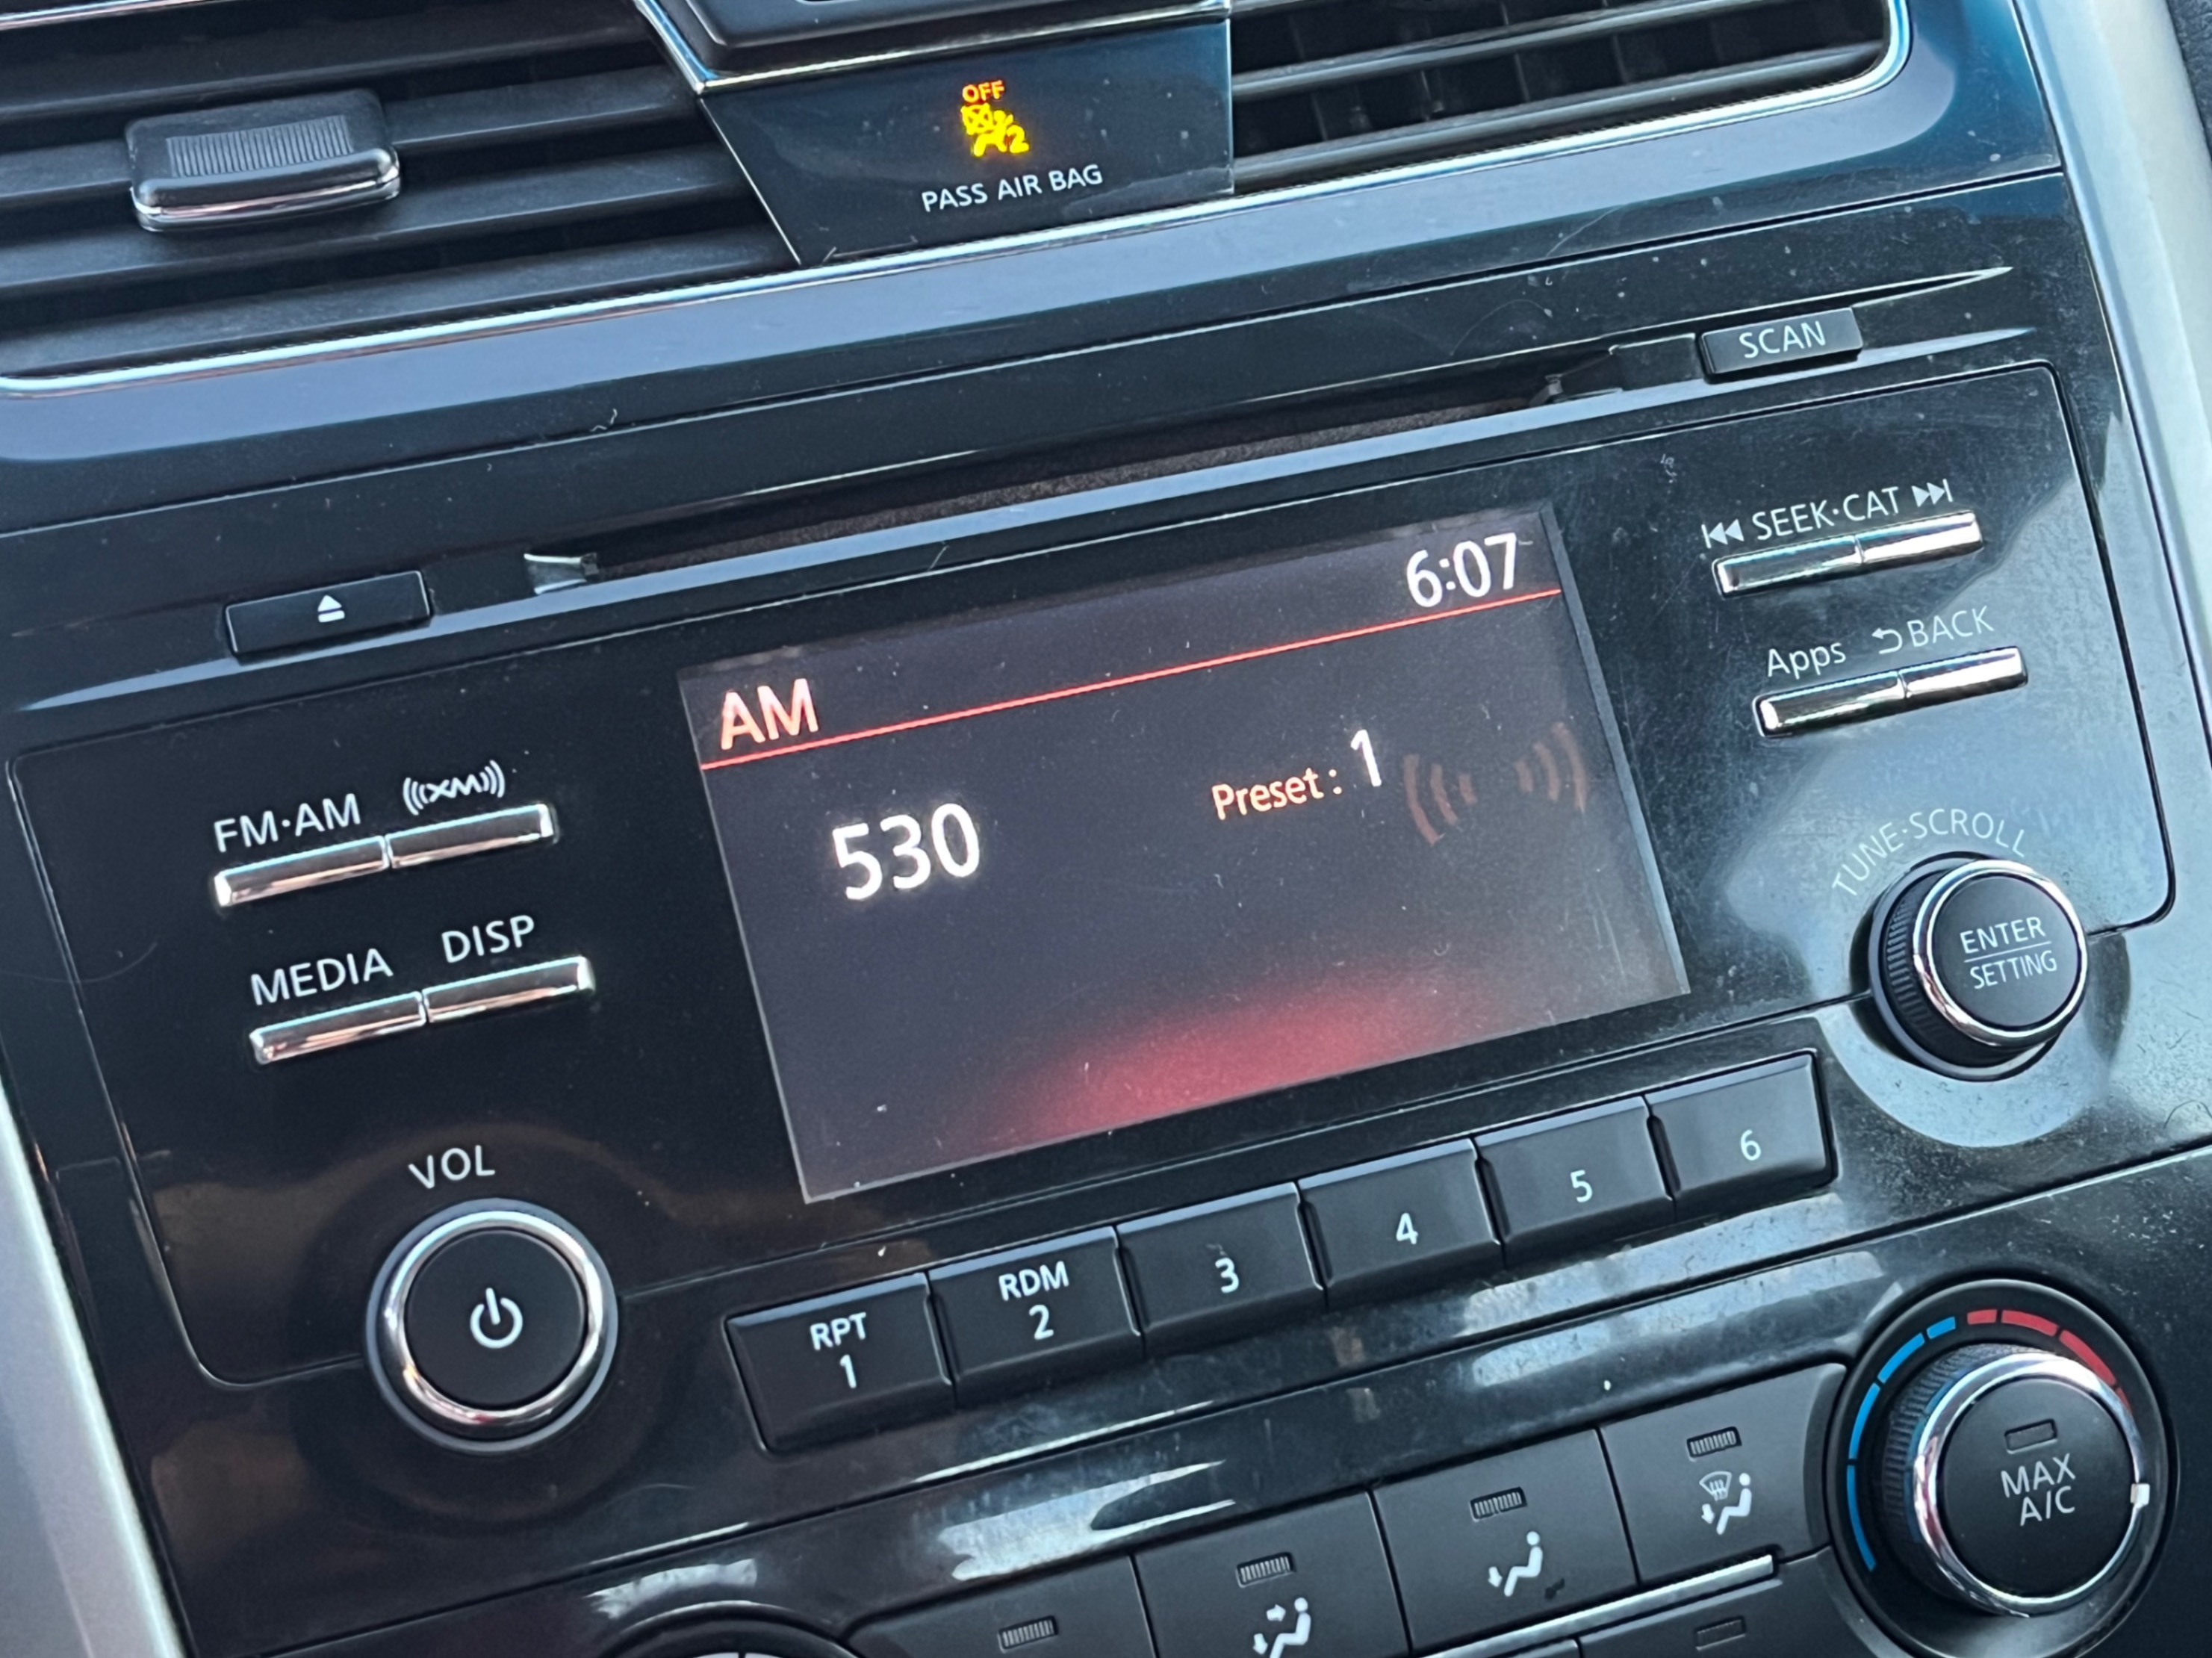 OFF
2
PASS AIR BAG
SCAN
SEEK·CAT
6:07
Apps BACK
AM
Preset : 1
FM·AM XM
530
TUNE·SCROLL
ENTER
SETTING
MEDIA DISP
VOL
RPT
1
RDM
2
3
4
5
6
MAX
A/C